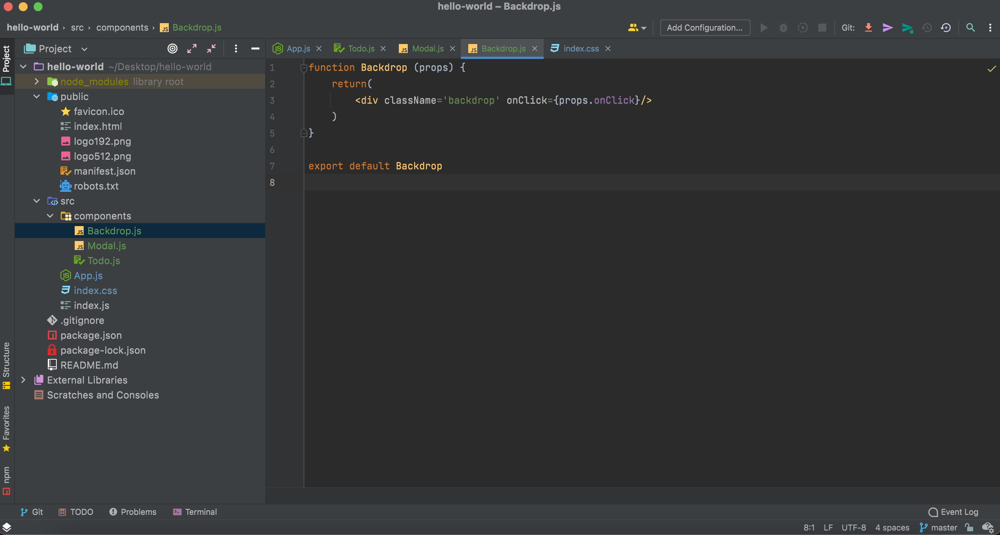 hello-world – Backdrop.js
hello-world › src › components › JS Backdrop.js
Add Configuration...
Git:
Project
Project
App.js
Todo.js
Modal.js
Backdrop.js
index.css
hello-world ~/Desktop/hello-world
node_modules library root
public
favicon.ico
index.html
logo192.png
logo512.png
manifest.json
robots.txt
src
components
Backdrop.js
Modal.js
Todo.js
App.js
index.css
index.js
.gitignore
package.json
package-lock.json
README.md
External Libraries
Scratches and Consoles
Structure
Favorites
npm
1 function Backdrop (props) {
2     return(
3         <div className='backdrop' onClick={props.onClick}/>
4     )
5 }
6
7 export default Backdrop
8
Git
TODO
Problems
Terminal
Event Log
8:1 LF UTF-8 4 spaces master